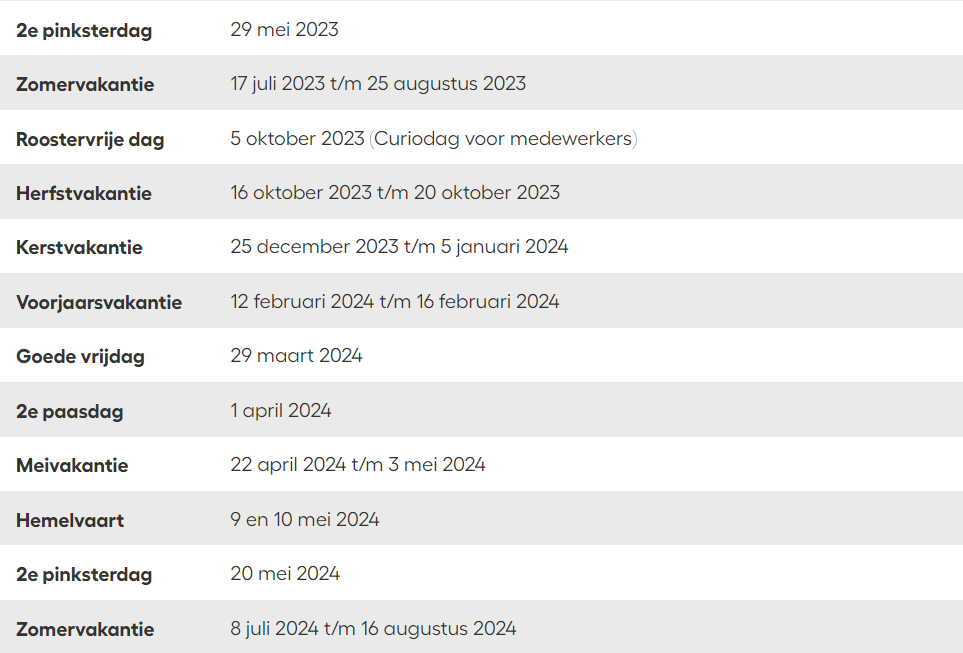 2e pinksterdag 29 mei 2023
Zomervakantie 17 juli 2023 t/m 25 augustus 2023
Roostervrije dag 5 oktober 2023 (Curiodag voor medewerkers)
Herfstvakantie 16 oktober 2023 t/m 20 oktober 2023
Kerstvakantie 25 december 2023 t/m 5 januari 2024
Voorjaarsvakantie 12 februari 2024 t/m 16 februari 2024
Goede vrijdag 29 maart 2024
2e paasdag 1 april 2024
Meivakantie 22 april 2024 t/m 3 mei 2024
Hemelvaart 9 en 10 mei 2024
2e pinksterdag 20 mei 2024
Zomervakantie 8 juli 2024 t/m 16 augustus 2024